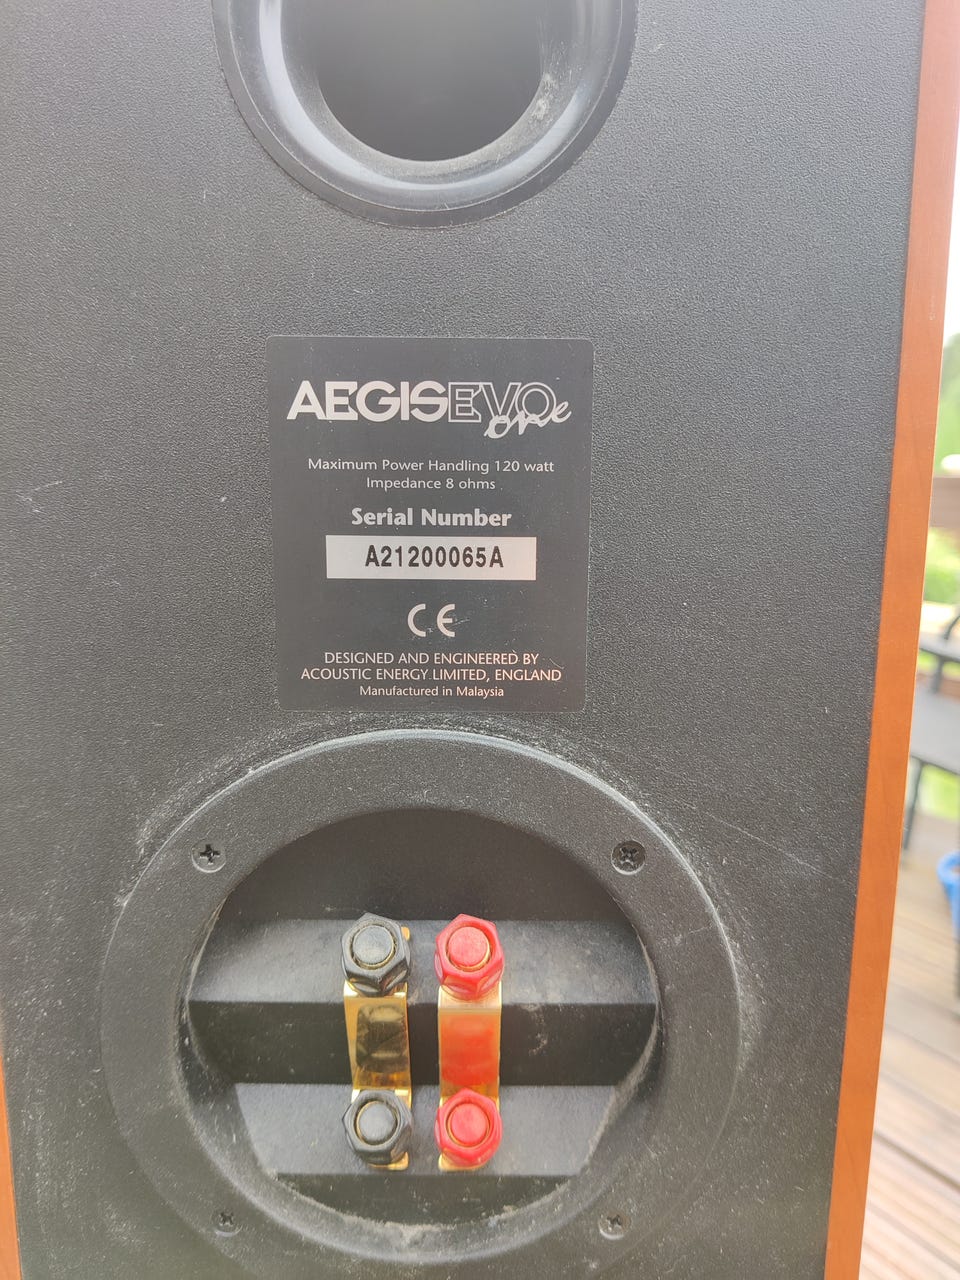 AEGISEVO
one
Maximum Power Handling 120 watt
Impedance 8 ohms
Serial Number
A21200065A
CE
DESIGNED AND ENGINEERED BY
ACOUSTIC ENERGY LIMITED, ENGLAND
Manufactured in Malaysia